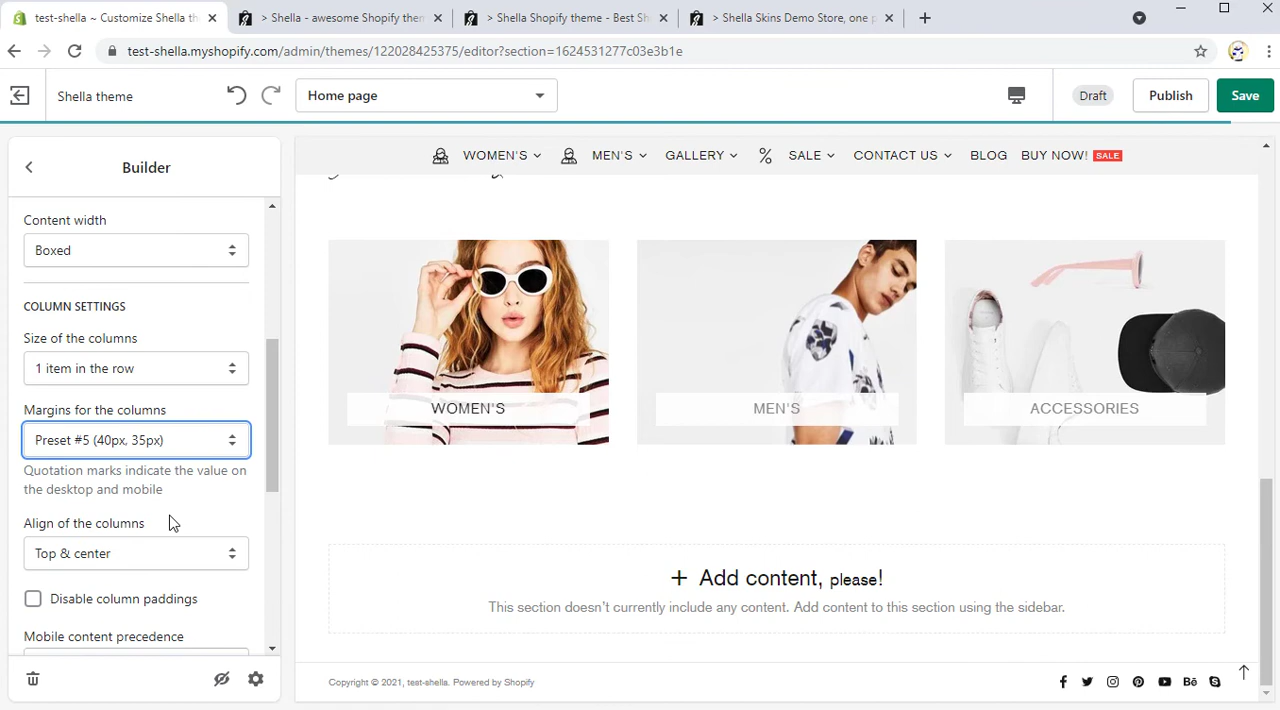 ~ Customize Shella th
> Shella - awesome Shopify them
> Shella Shopify theme - Best Sh
> Shella Skins Demo Store, one p
test-shella.myshopify.com/admin/themes/122028425375/editor?section=1624531277c03e3b1e
Shella theme
Home page
Draft
Publish
Save
Builder
Content width
Boxed
COLUMN SETTINGS
Size of the columns
1 item in the row
Margins for the columns
Preset #5 (40px, 35px)
Quotation marks indicate the value on
the desktop and mobile
Align of the columns
Top & center
Disable column paddings
Mobile content precedence
WOMEN'S
MEN'S
GALLERY
SALE
CONTACT US
BLOG
BUY NOW! SALE
WOMEN'S
MEN'S
ACCESSORIES
+ Add content, please!
This section doesn't currently include any content. Add content to this section using the sidebar.
Copyright © 2021, test-shella. Powered by Shopify